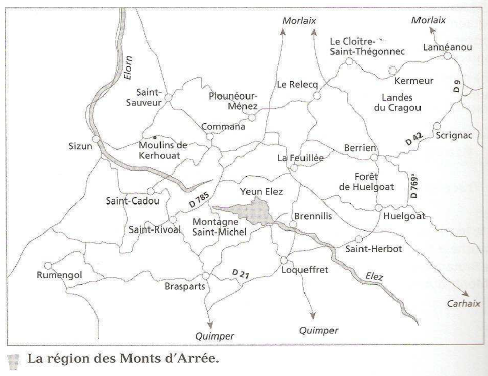 Morlaix
Morlaix
Le Cloître-
Saint-Thégonnec
Lannéanou
Elorn
Kermeur
Le Relecq
D 9
Saint-
Sauveur
Plounéour-
Ménez
Landes
du Cragou
Commana
D 42
Scrignac
Sizun
Moulins de
Kerhouat
Berrien
La Feuillée
Forêt
de Huelgoat
D 769
Yeun Elez
Saint-Cadou
D 785
Saint-Rivoal
Montagne
Saint-Michel
Brennilis
Huelgoat
Saint-Herbot
Rumengol
Loqueffret
Elez
D 21
Brasparts
Carhaix
Quimper
Quimper
La région des Monts d'Arrée.